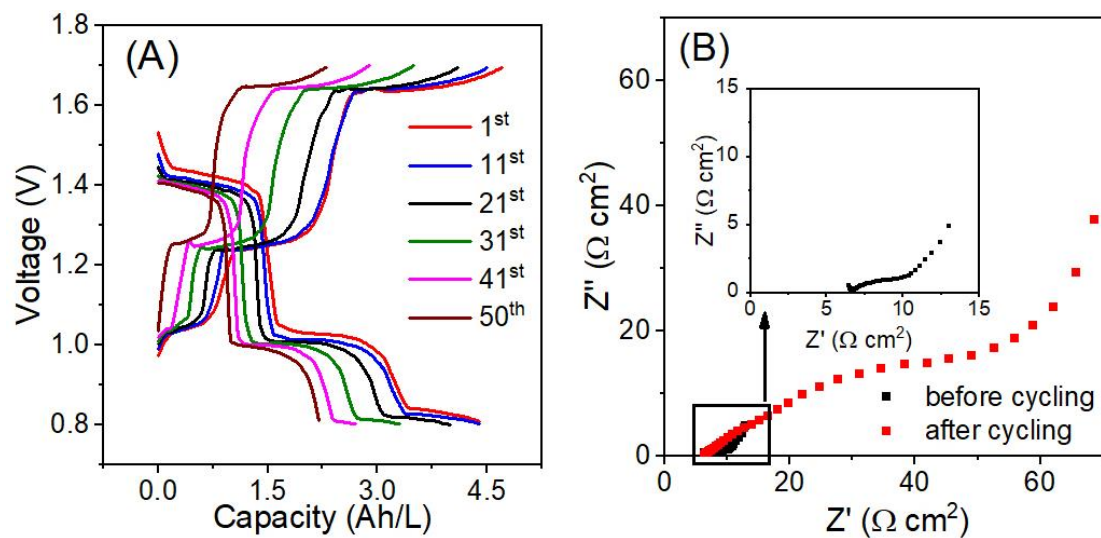 (A)
1.8
1.6
1.4
1.2
1.0
0.8
Voltage (V)
0.0
1.5
3.0
4.5
Capacity (Ah/L)
1st
11st
21st
31st
41st
50th
(B)
60
40
20
0
Z" (Ω cm2)
0
20
40
60
Z' (Ω cm2)
15
10
5
0
Z" (Ω cm2)
0
5
10
15
Z' (Ω cm2)
before cycling
after cycling